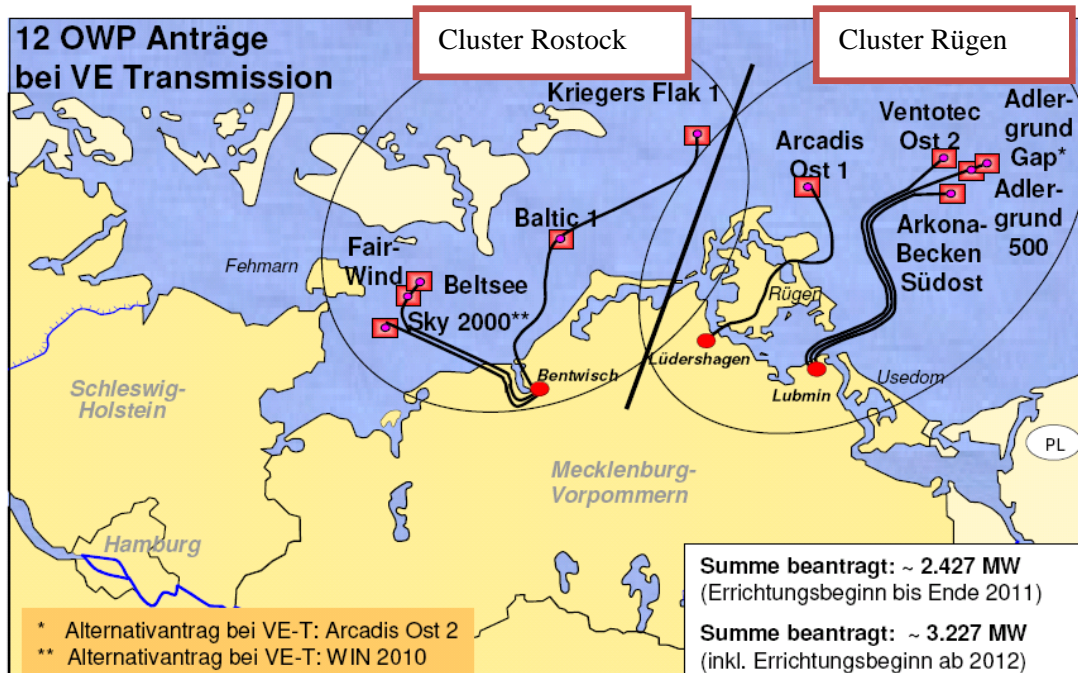 12 OWP Anträge
bei VE Transmission
Cluster Rostock
Cluster Rügen
Kriegers Flak 1
Arcadis
Ost 1
Ventotec
Ost 2
Adler-
grund
Gap*
Adler-
grund
500
Arkona-
Becken
Südost
Baltic 1
Fair-
Wind
Beltsee
Sky 2000**
Fehmarn
Rügen
Bentwisch
Lüdershagen
Lubmin
Usedom
PL
Schleswig-
Holstein
Mecklenburg-
Vorpommern
Hamburg
* Alternativantrag bei VE-T: Arcadis Ost 2
** Alternativantrag bei VE-T: WIN 2010
Summe beantragt: ~ 2.427 MW
(Errichtungsbeginn bis Ende 2011)
Summe beantragt: ~ 3.227 MW
(inkl. Errichtungsbeginn ab 2012)